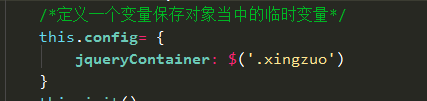 /*定义一个变量保存对象当中的临时变量*/
this.config= {
jqueryContainer: $('.xingzuo')
}